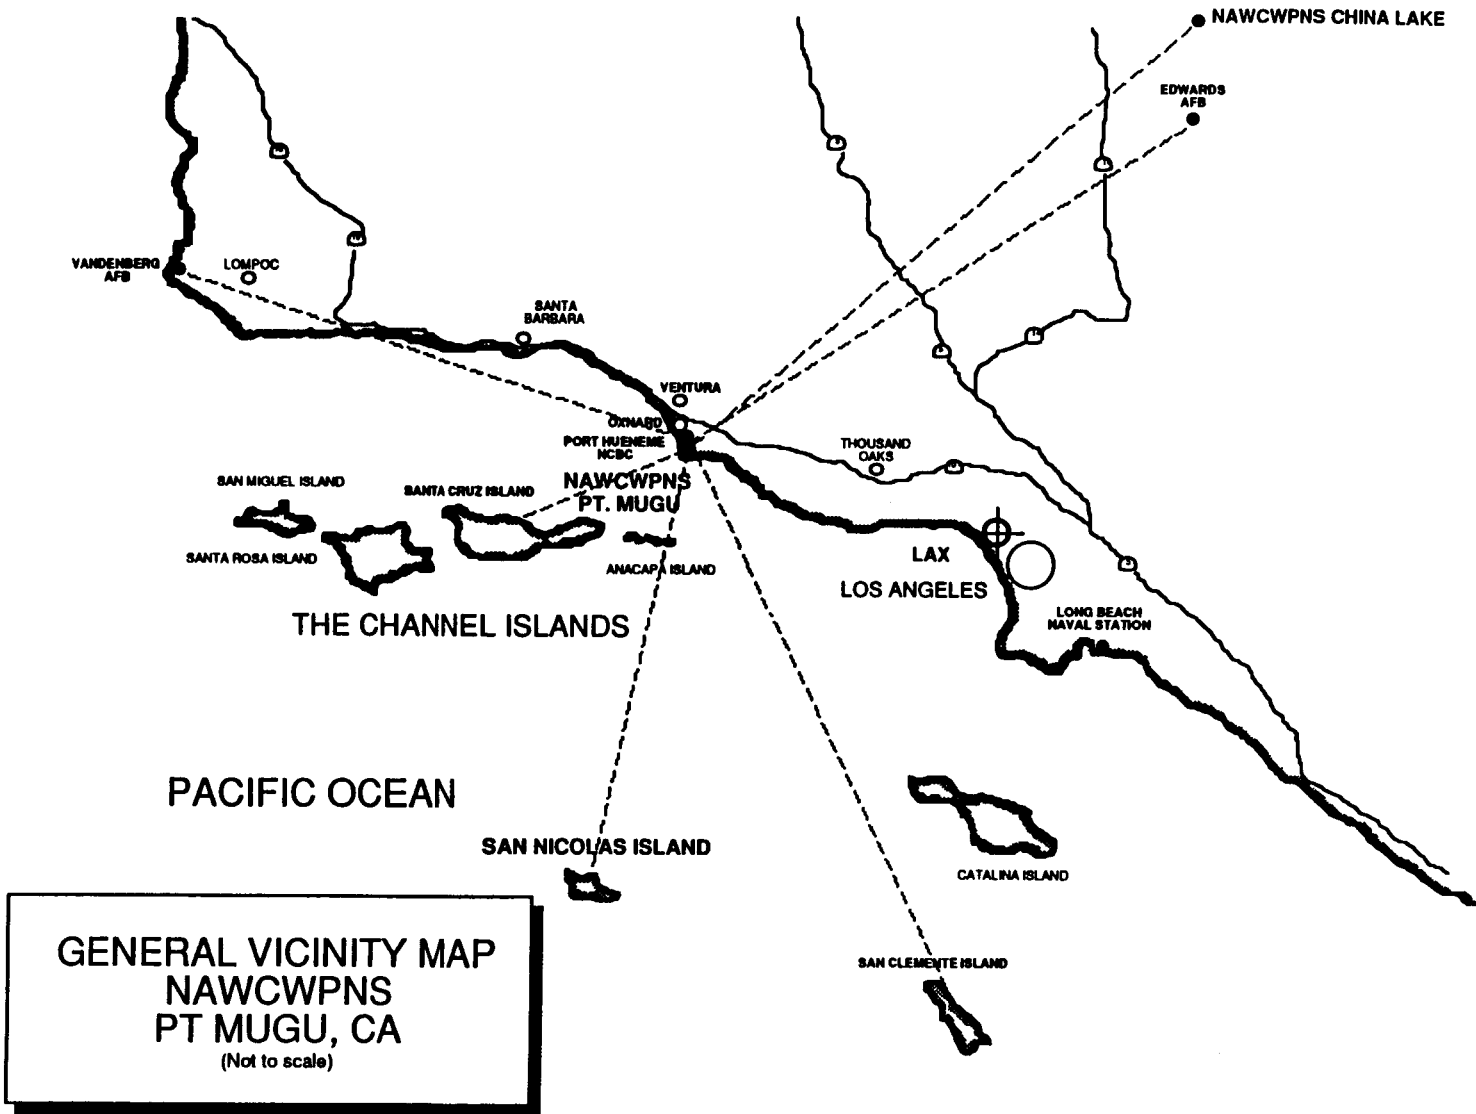 NAWCWPNS CHINA LAKE
EDWARDS
AFB
VANDENBERG
AFB
LOMPOC
SANTA
BARBARA
VENTURA
OXNARD
PORT HUENEME
NCBC
THOUSAND
OAKS
NAWCWPNS
PT. MUGU
SAN MIGUEL ISLAND
SANTA CRUZ ISLAND
SANTA ROSA ISLAND
ANACAPA ISLAND
LAX
LOS ANGELES
LONG BEACH
NAVAL STATION
THE CHANNEL ISLANDS
PACIFIC OCEAN
SAN NICOLAS ISLAND
CATALINA ISLAND
SAN CLEMENTE ISLAND
GENERAL VICINITY MAP
NAWCWPNS
PT MUGU, CA
(Not to scale)